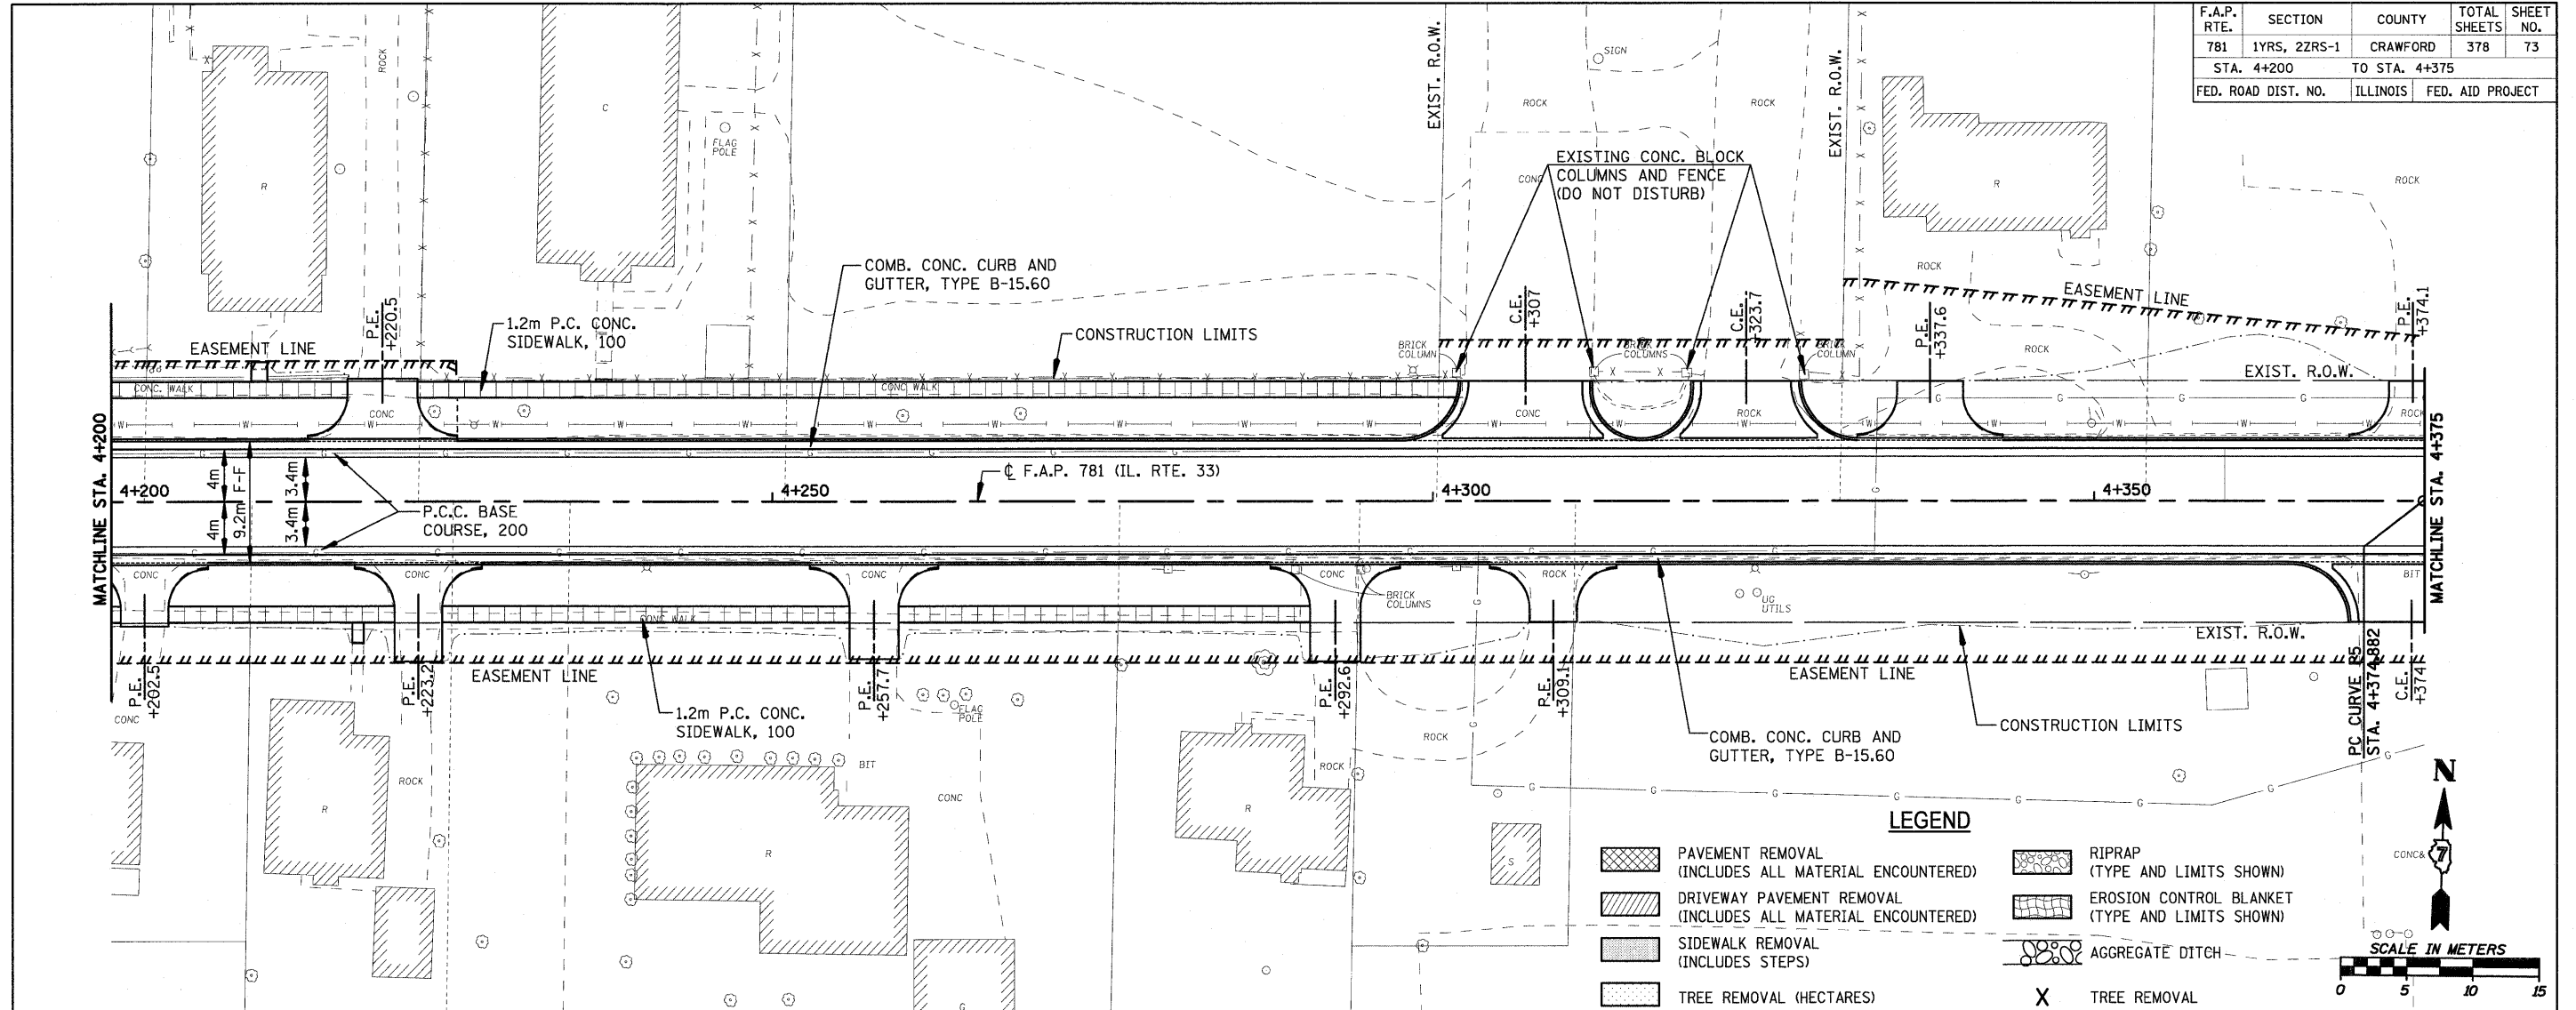 F.A.P. RTE. SECTION COUNTY TOTAL SHEETS SHEET NO.
781 1YRS, 2ZRS-1 CRAWFORD 378 73
STA. 4+200 TO STA. 4+375
FED. ROAD DIST. NO. ILLINOIS FED. AID PROJECT
ROCK
EXIST. R.O.W.
SIGN
ROCK
ROCK
EXIST. R.O.W.
C
FLAG
POLE
R
R
ROCK
EXISTING CONC. BLOCK
COLUMNS AND FENCE
(DO NOT DISTURB)
CONC
COMB. CONC. CURB AND
GUTTER, TYPE B-15.60
ROCK
EASEMENT LINE
P.E.
+220.5
1.2m P.C. CONC.
SIDEWALK, 100
CONSTRUCTION LIMITS
C.E.
+307
C.E.
+323.7
P.E.
+337.6
P.E.
+374.1
EASEMENT LINE
BRICK
COLUMN
BRICK
COLUMNS
BRICK
COLUMN
ROCK
EXIST. R.O.W.
CONC. WALK
CONC WALK
CONC
CONC
ROCK
ROCK
W W W W W W W W W W W W W W
G G G G
MATCHLINE STA. 4+200
MATCHLINE STA. 4+375
4m
9.2m F-F
3.4m
4m
3.4m
℄ F.A.P. 781 (IL. RTE. 33)
4+200
4+250
4+300
4+350
P.C.C. BASE
COURSE, 200
CONC
CONC
CONC
CONC
ROCK
BIT
BRICK
COLUMNS
UG
UTILS
CONC WALK
EXIST. R.O.W.
EASEMENT LINE
EASEMENT LINE
P.E.
+202.5
P.E.
+223.2
P.E.
+257.7
P.E.
+292.6
P.E.
+309.1
PC CURVE R5
STA. 4+374.882
C.E.
+374
CONC
1.2m P.C. CONC.
SIDEWALK, 100
FLAG
POLE
CONSTRUCTION LIMITS
COMB. CONC. CURB AND
GUTTER, TYPE B-15.60
ROCK
ROCK
BIT
ROCK
CONC
R
R
R
S
G
G G G G G G G G
N
7
CONC&
LEGEND
PAVEMENT REMOVAL
(INCLUDES ALL MATERIAL ENCOUNTERED)
RIPRAP
(TYPE AND LIMITS SHOWN)
DRIVEWAY PAVEMENT REMOVAL
(INCLUDES ALL MATERIAL ENCOUNTERED)
EROSION CONTROL BLANKET
(TYPE AND LIMITS SHOWN)
SIDEWALK REMOVAL
(INCLUDES STEPS)
AGGREGATE DITCH
TREE REMOVAL (HECTARES)
X TREE REMOVAL
SCALE IN METERS
0 5 10 15